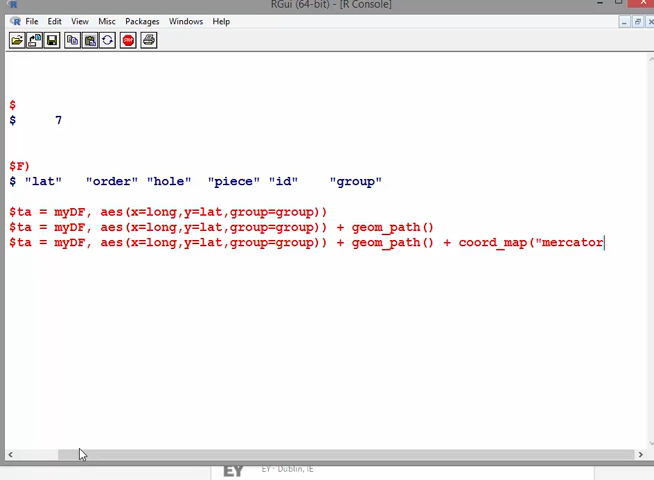 RGui (64-bit) - [R Console]
File Edit View Misc Packages Windows Help
$
$ 7
$F)
$ "lat" "order" "hole" "piece" "id" "group"
$ta = myDF, aes(x=long,y=lat,group=group))
$ta = myDF, aes(x=long,y=lat,group=group)) + geom_path()
$ta = myDF, aes(x=long,y=lat,group=group)) + geom_path() + coord_map("mercator
EY EY - Dublin, IE